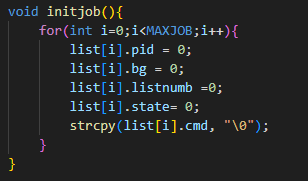 void initjob(){
    for(int i=0;i<MAXJOB;i++){
        list[i].pid = 0;
        list[i].bg = 0;
        list[i].listnumb =0;
        list[i].state= 0;
        strcpy(list[i].cmd, "\0");
    }
}